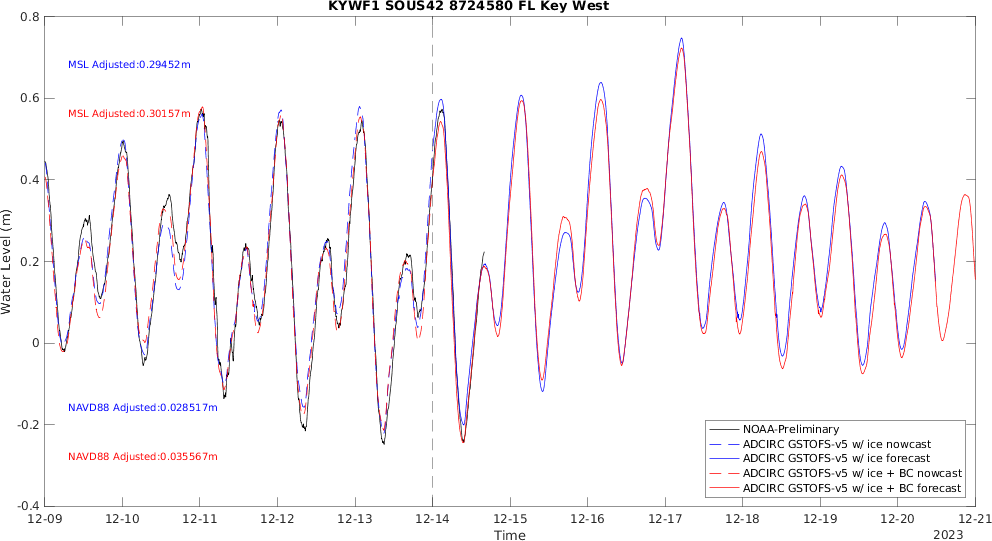 KYWF1 SOUS42 8724580 FL Key West
0.8
0.6
0.4
0.2
0
-0.2
-0.4
Water Level (m)
MSL Adjusted:0.29452m
MSL Adjusted:0.30157m
NAVD88 Adjusted:0.028517m
NAVD88 Adjusted:0.035567m
NOAA-Preliminary
ADCIRC GSTOFS-v5 w/ ice nowcast
ADCIRC GSTOFS-v5 w/ ice forecast
ADCIRC GSTOFS-v5 w/ ice + BC nowcast
ADCIRC GSTOFS-v5 w/ ice + BC forecast
12-09 12-10 12-11 12-12 12-13 12-14 12-15 12-16 12-17 12-18 12-19 12-20 12-21
Time
2023